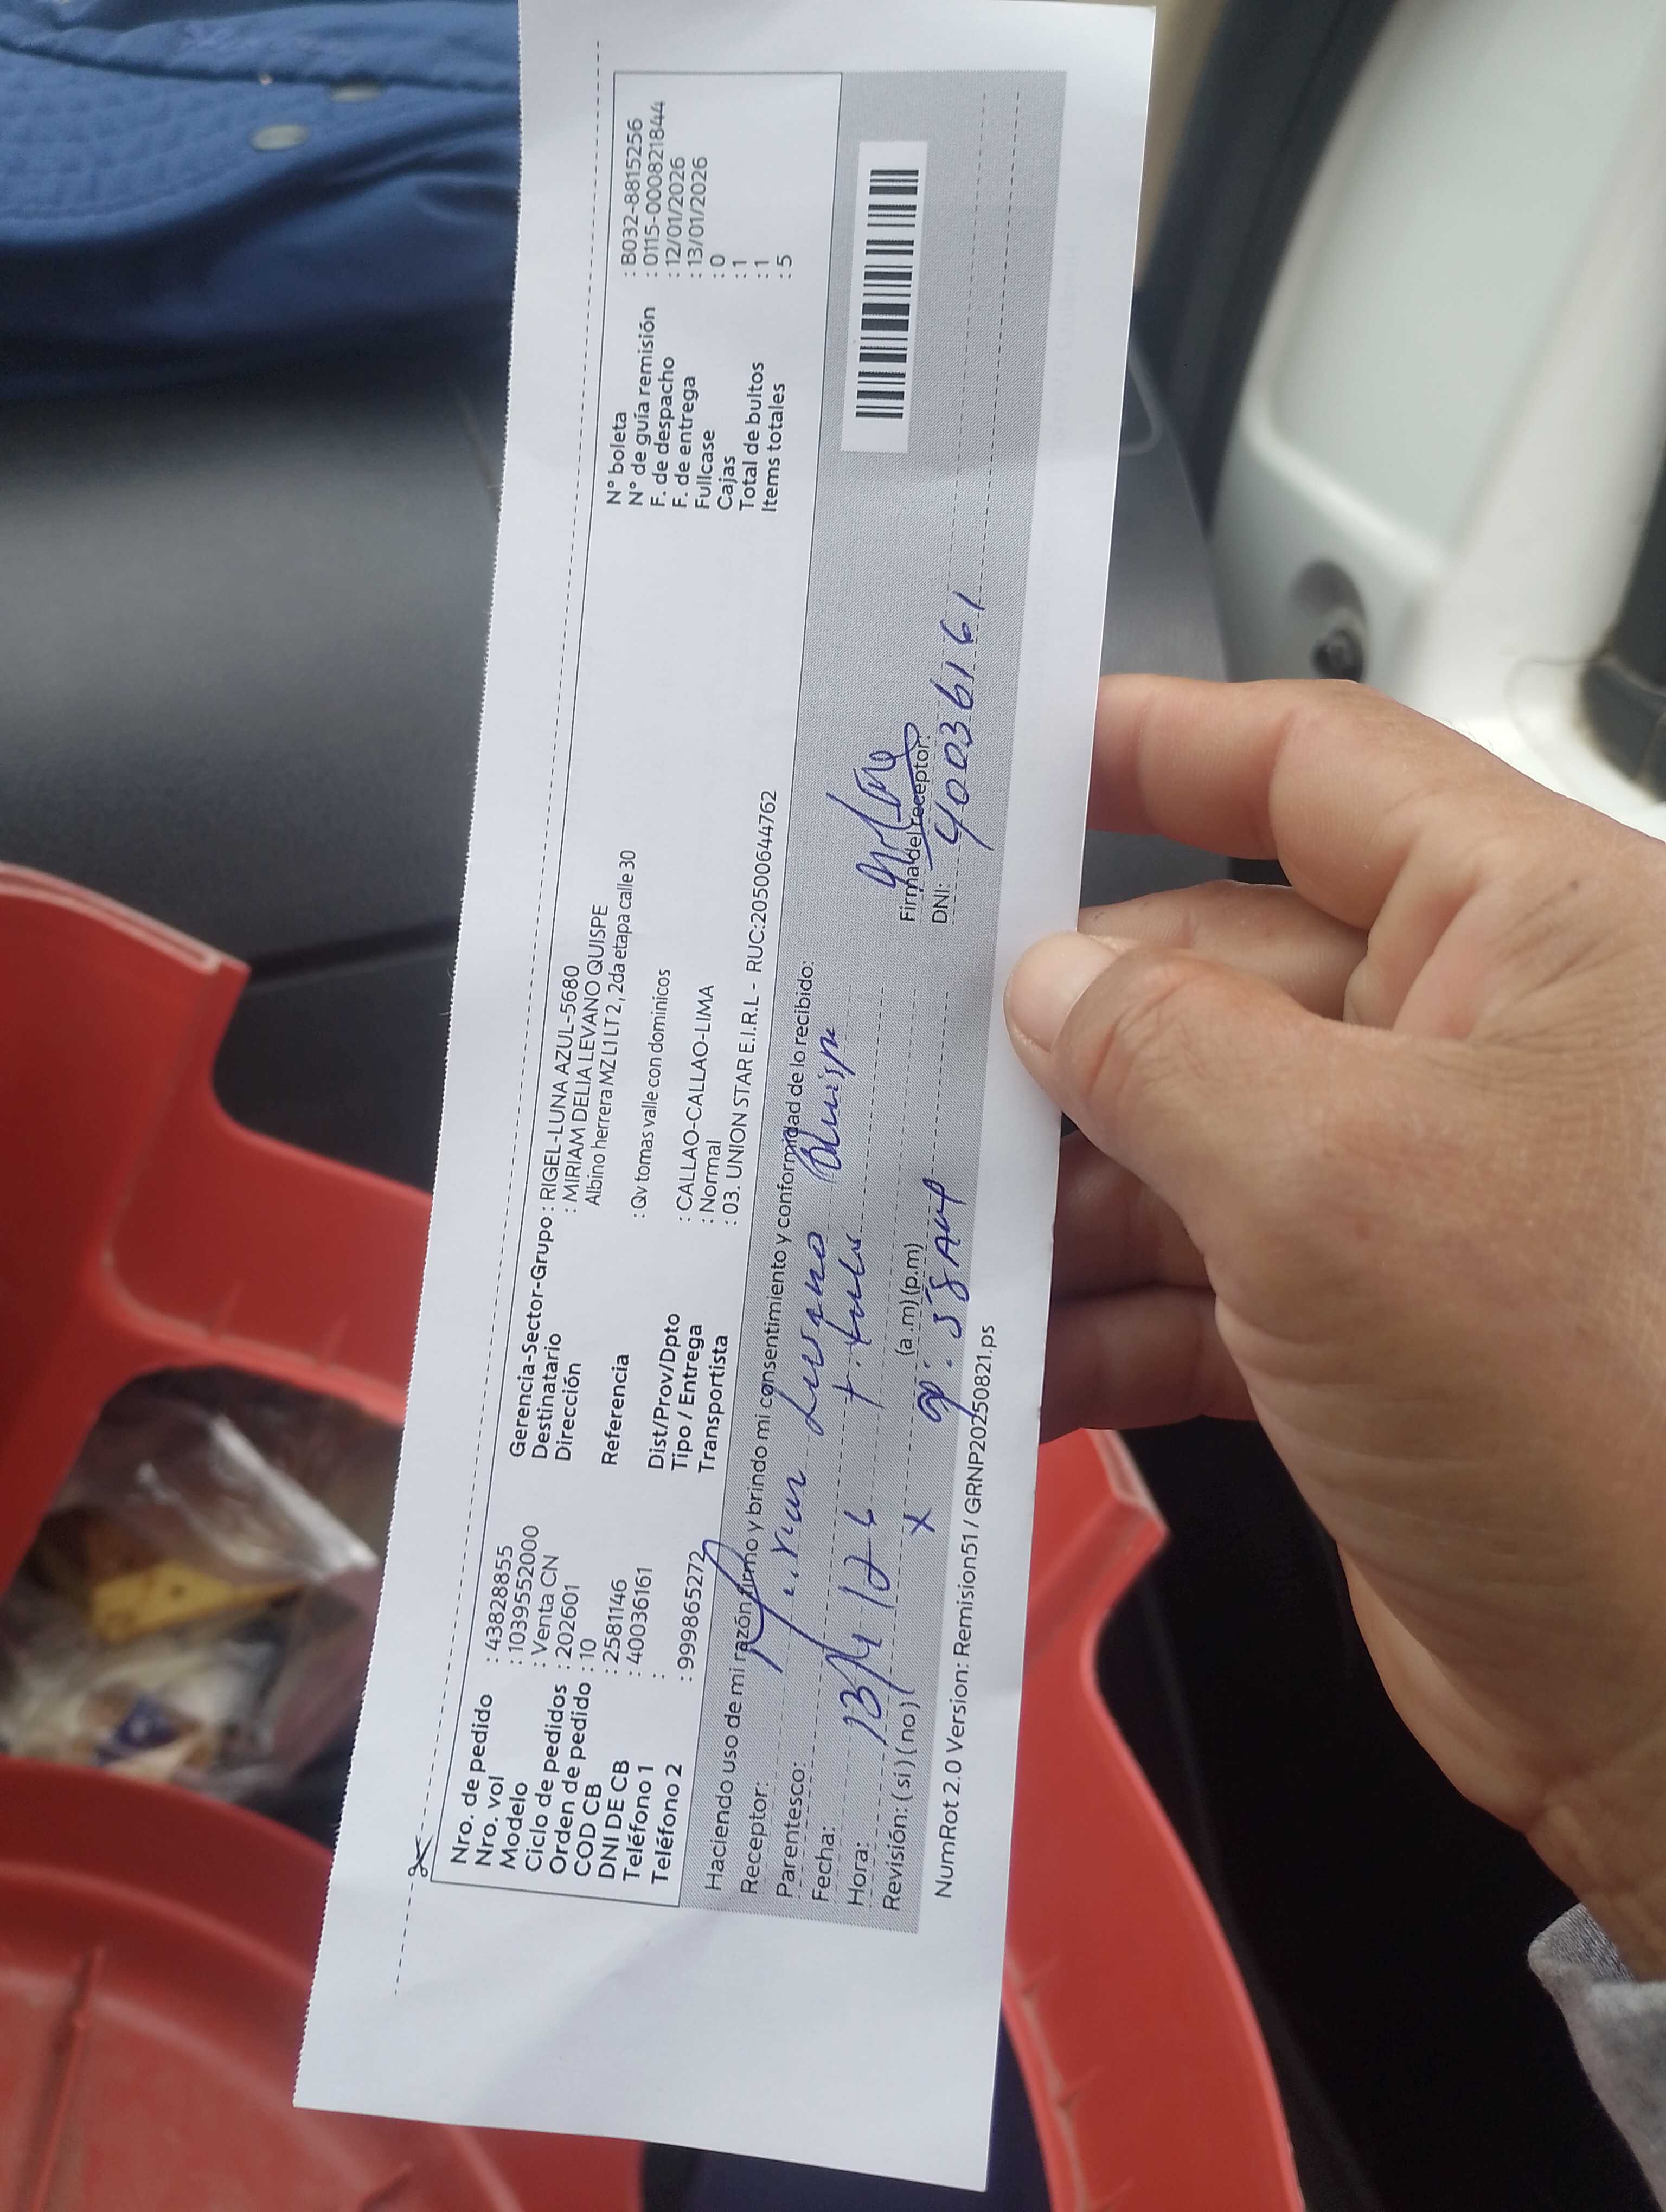 Nro. de pedido : 43828855
Nro. vol : 1039552000
Modelo : Venta CN
Ciclo de pedidos : 202601
Orden de pedido : 10
COD CB : 2581146
DNI DE CB : 40036161
Teléfono 1 :
Teléfono 2 : 999865272
Gerencia-Sector-Grupo : RIGEL-LUNA AZUL-5680
Destinatario : MIRIAM DELIA LEVANO QUISPE
Dirección Albino herrera MZ L1 LT 2, 2da etapa calle 30
Referencia : Qv tomas valle con dominicos
Dist/Prov/Dpto : CALLAO-CALLAO-LIMA
Tipo / Entrega : Normal
Transportista : 03. UNION STAR E.I.R.L - RUC:20500644762
N° boleta : B032-8815256
N° de guía remisión : 0115-000821844
F. de despacho : 12/01/2026
F. de entrega : 13/01/2026
Fullcase : 0
Cajas : 1
Total de bultos : 1
Items totales : 5
Haciendo uso de mi razón firmo y brindo mi consentimiento y conformidad de lo recibido:
Receptor: Levano Quispe
Parentesco:
Fecha: 13/1/26
Hora: (a.m) (p.m)
Revisión: (si) (no) X
Firma del receptor:
DNI: 40036161
NumRot 2.0 Version: Remision51 / GRNP20250821.ps